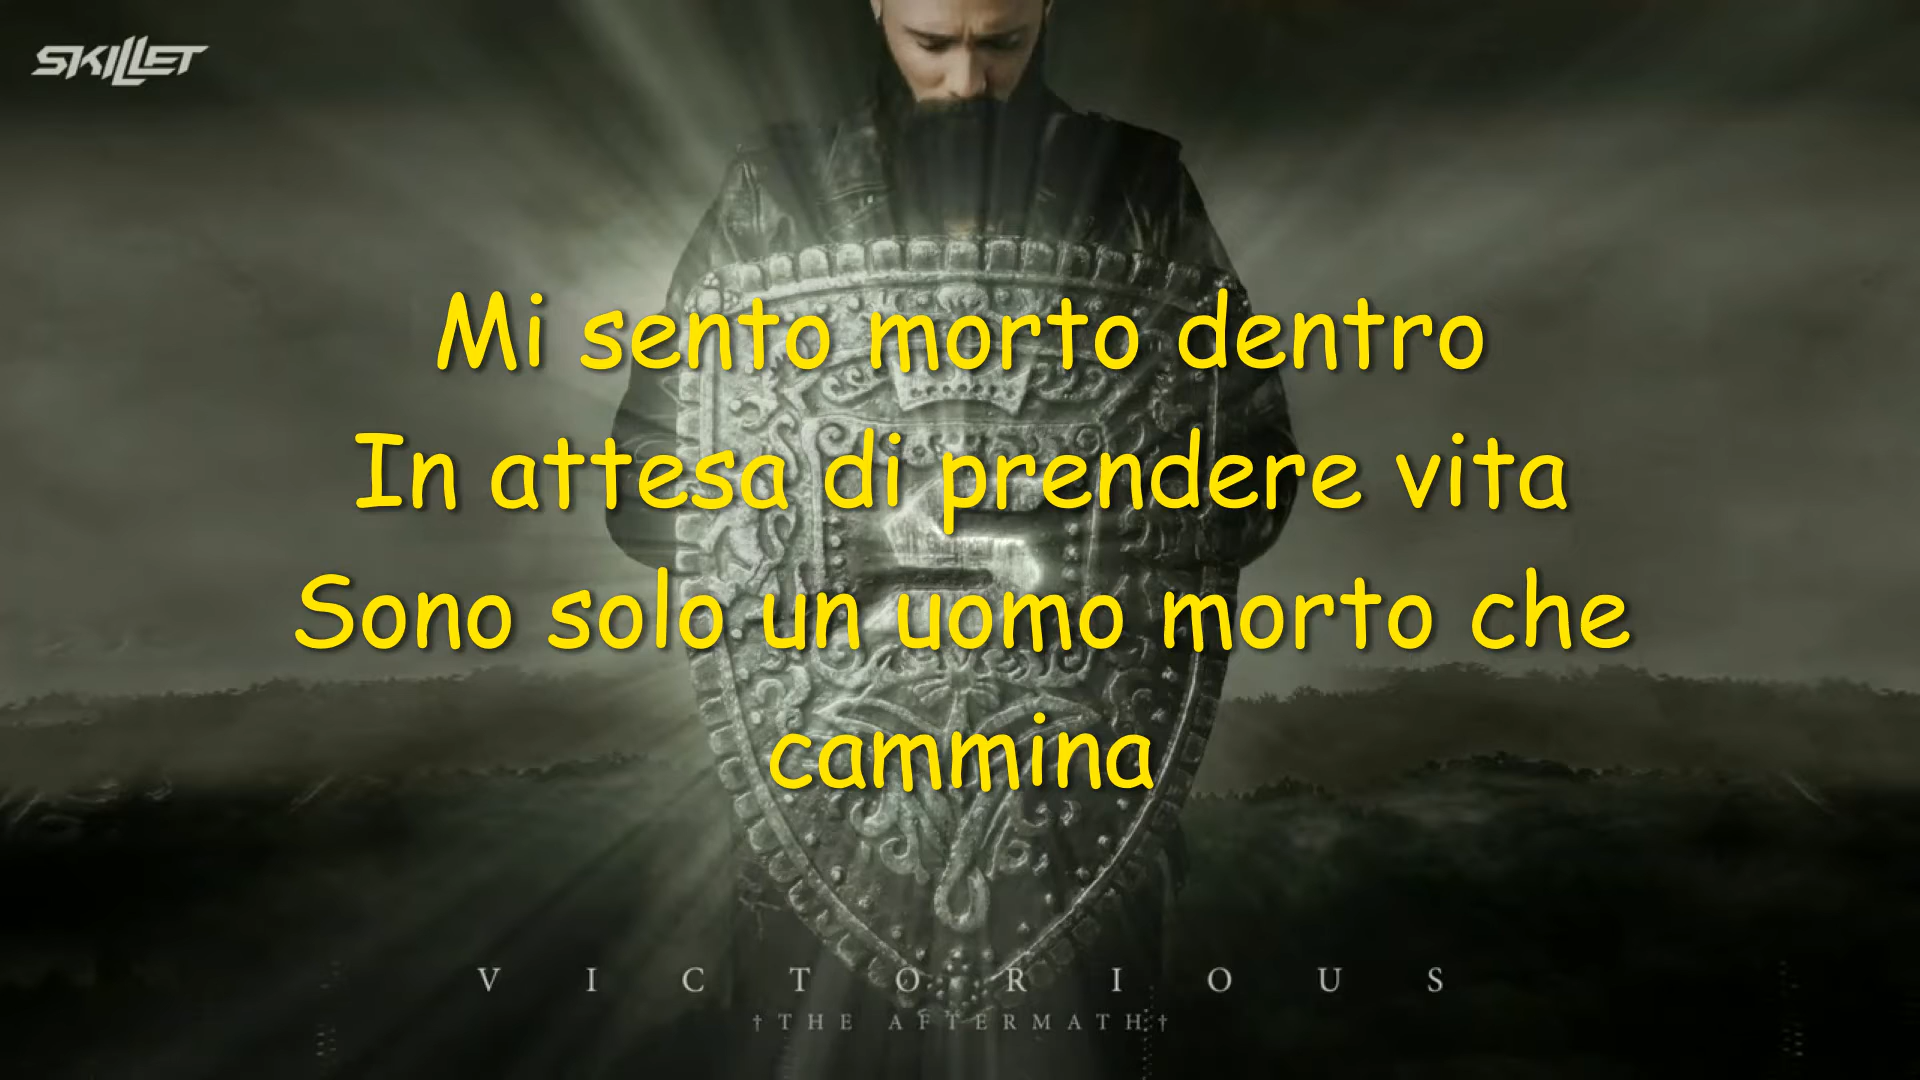 SKILLET
Mi sento morto dentro
In attesa di prendere vita
Sono solo un uomo morto che
cammina
VICTORIOUS
†THE AFTERMATH†